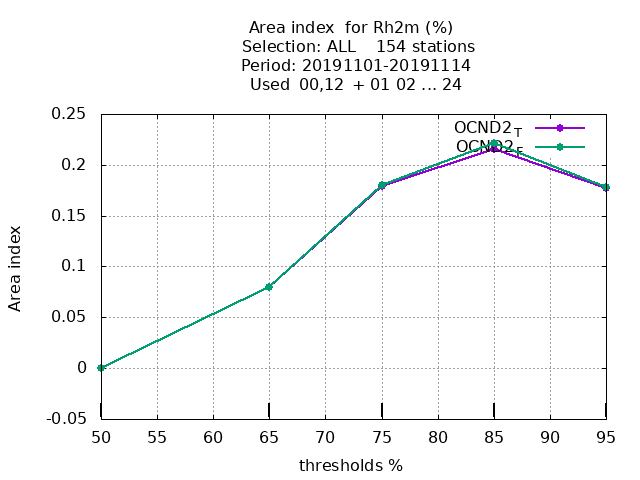 Area index for Rh2m (%)
Selection: ALL 154 stations
Period: 20191101-20191114
Used 00,12 + 01 02 ... 24
OCND2_T
OCND2_F
0.25
0.2
0.15
0.1
0.05
0
-0.05
Area index
50 55 60 65 70 75 80 85 90 95
thresholds %